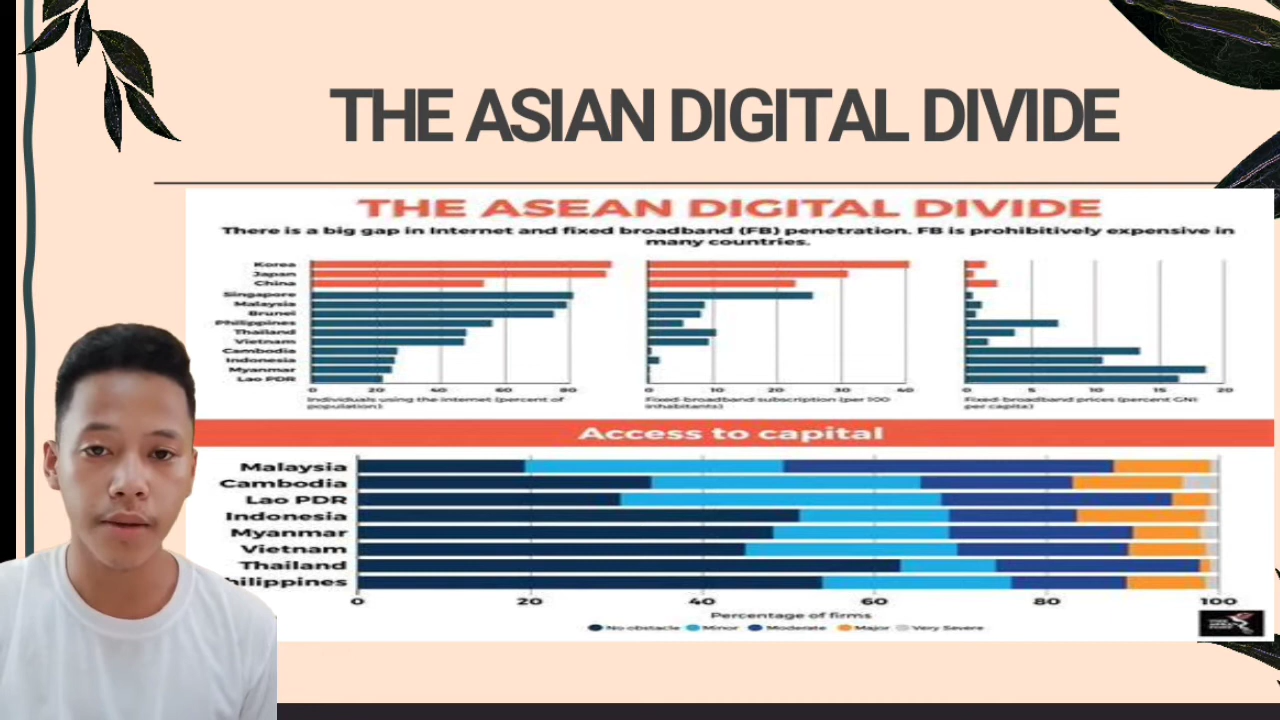 THE ASIAN DIGITAL DIVIDE
THE ASEAN DIGITAL DIVIDE
There is a big gap in Internet and fixed broadband (FB) penetration. FB is prohibitively expensive in
many countries.
Korea
Japan
China
Singapore
Malaysia
Brunei
Philippines
Thailand
Vietnam
Cambodia
Indonesia
Myanmar
Lao PDR
0 20 40 60 80
Individuals using the internet (percent of
population)
0 10 20 30 40
Fixed-broadband subscription (per 100
inhabitants)
0 5 10 15 20
Fixed-broadband prices (percent GNI
per capita)
Access to capital
Malaysia
Cambodia
Lao PDR
Indonesia
Myanmar
Vietnam
Thailand
hilippines
0 20 40 60 80 100
Percentage of firms
No obstacle Minor Moderate Major Very Severe